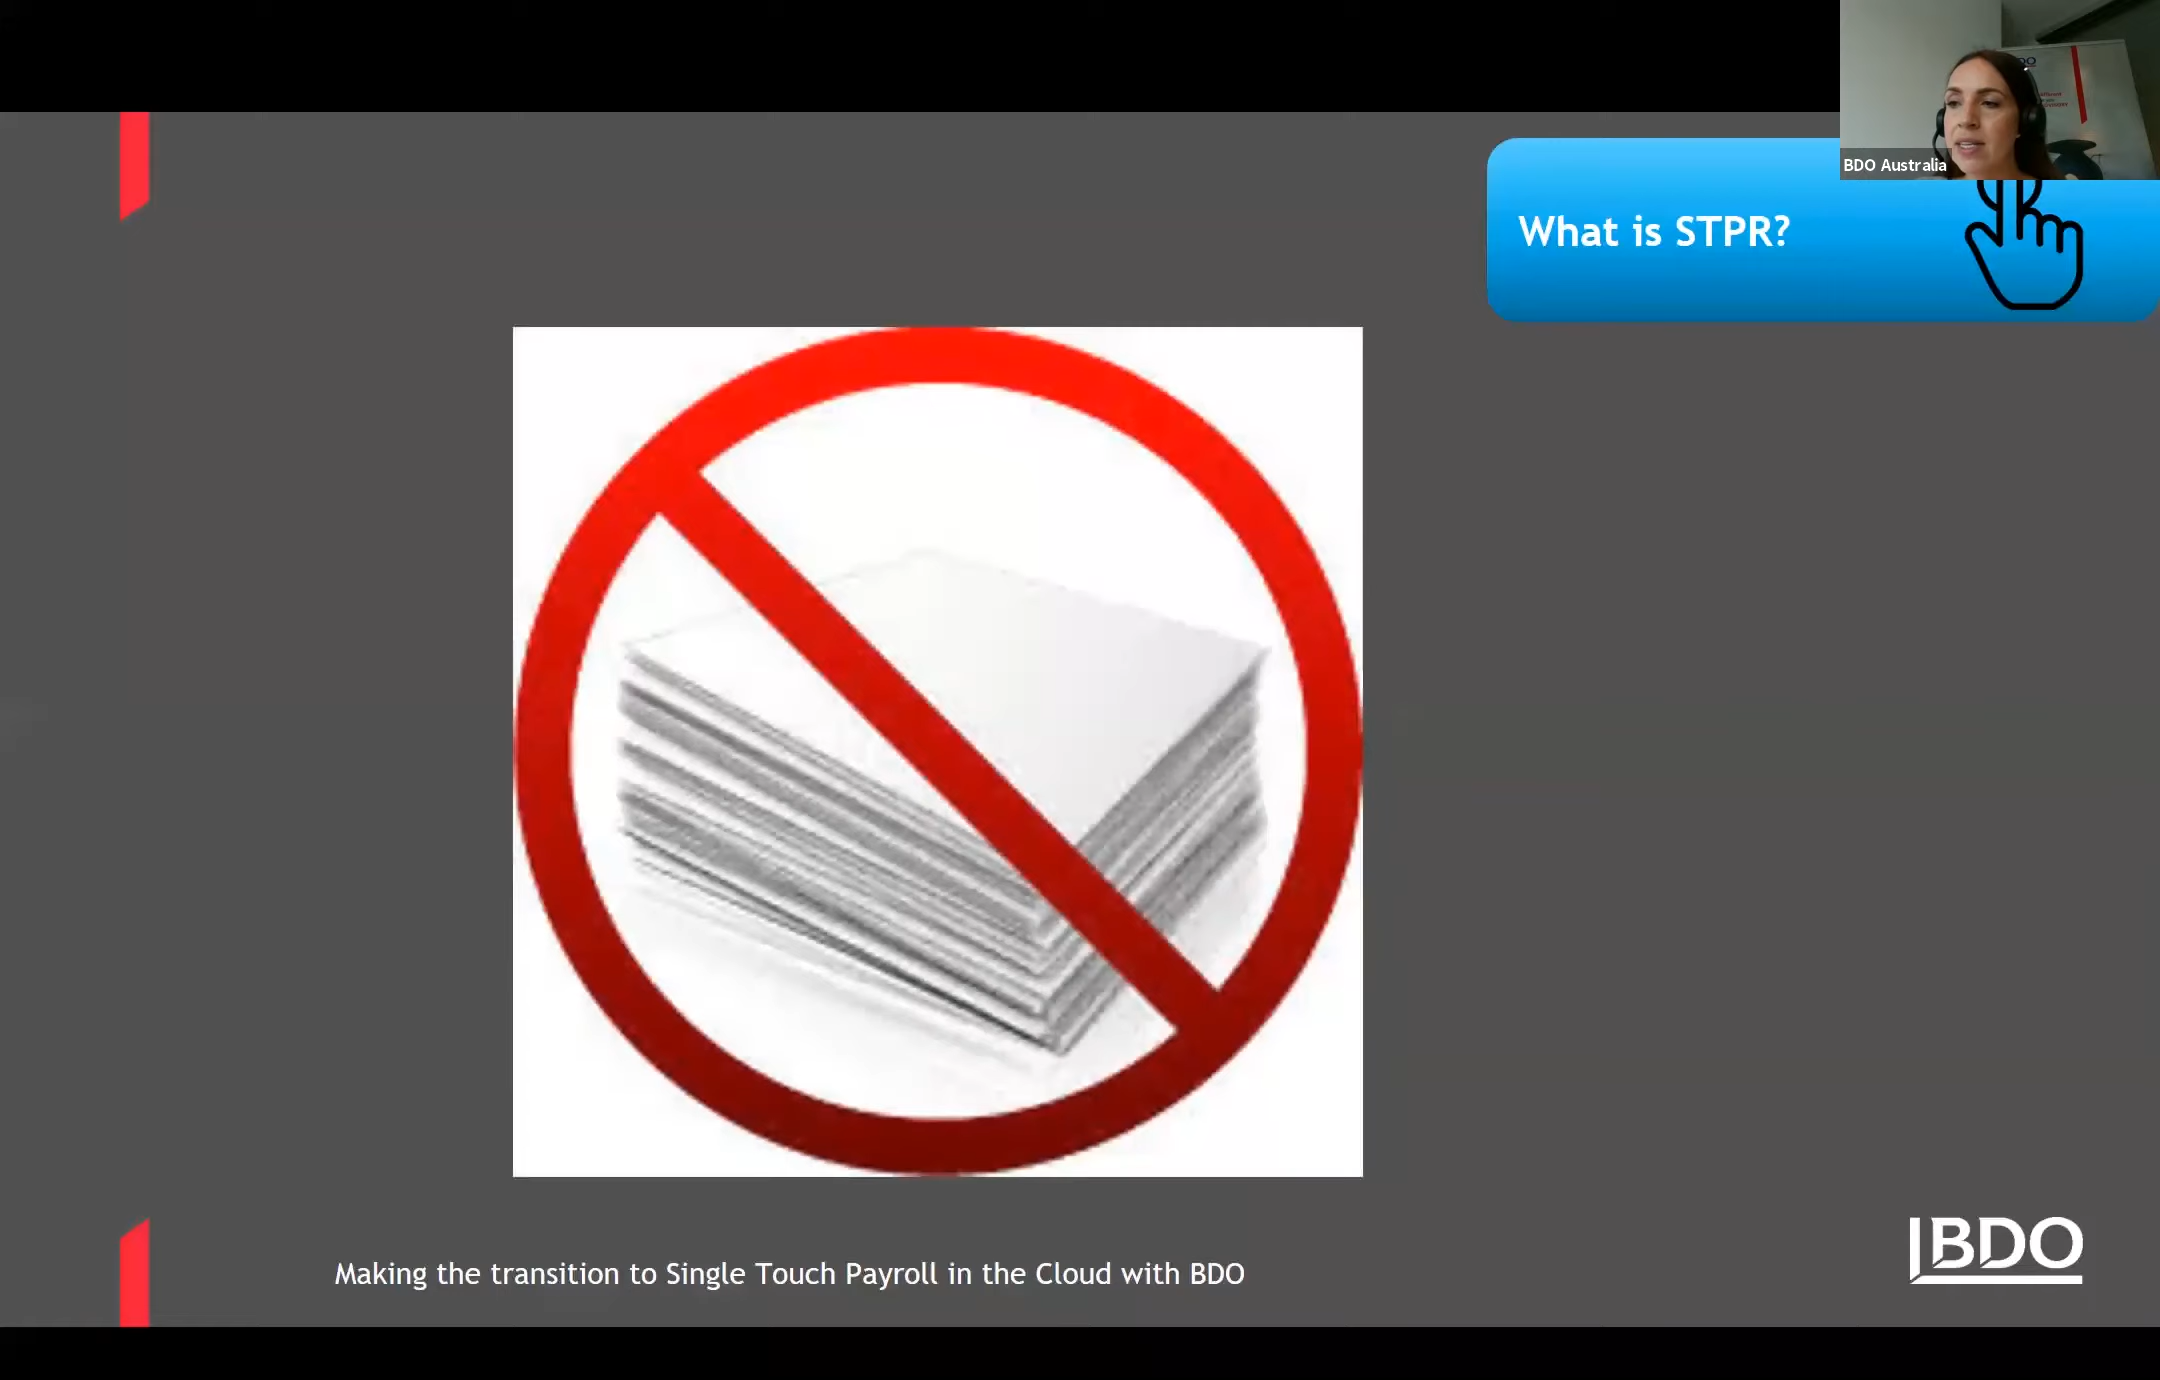 BDO Australia
What is STPR?
Making the transition to Single Touch Payroll in the Cloud with BDO
BDO